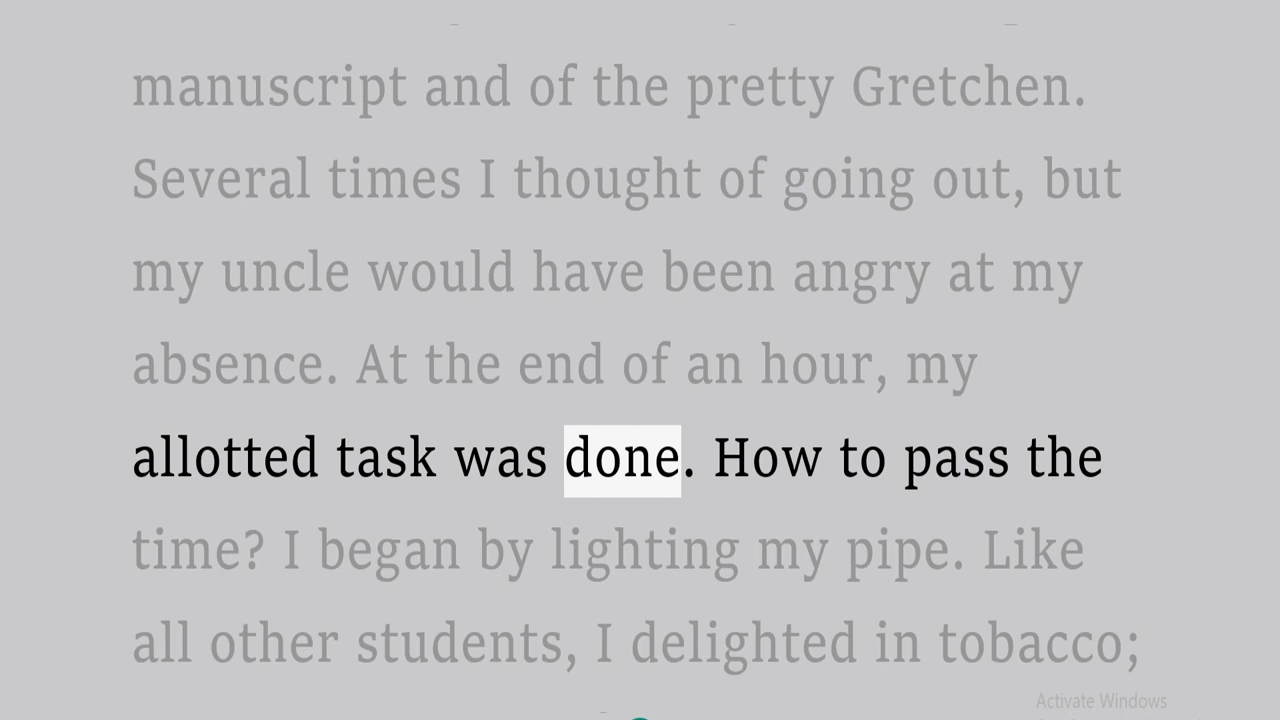 manuscript and of the pretty Gretchen.
Several times I thought of going out, but
my uncle would have been angry at my
absence. At the end of an hour, my
allotted task was done. How to pass the
time? I began by lighting my pipe. Like
all other students, I delighted in tobacco;
Activate Windows